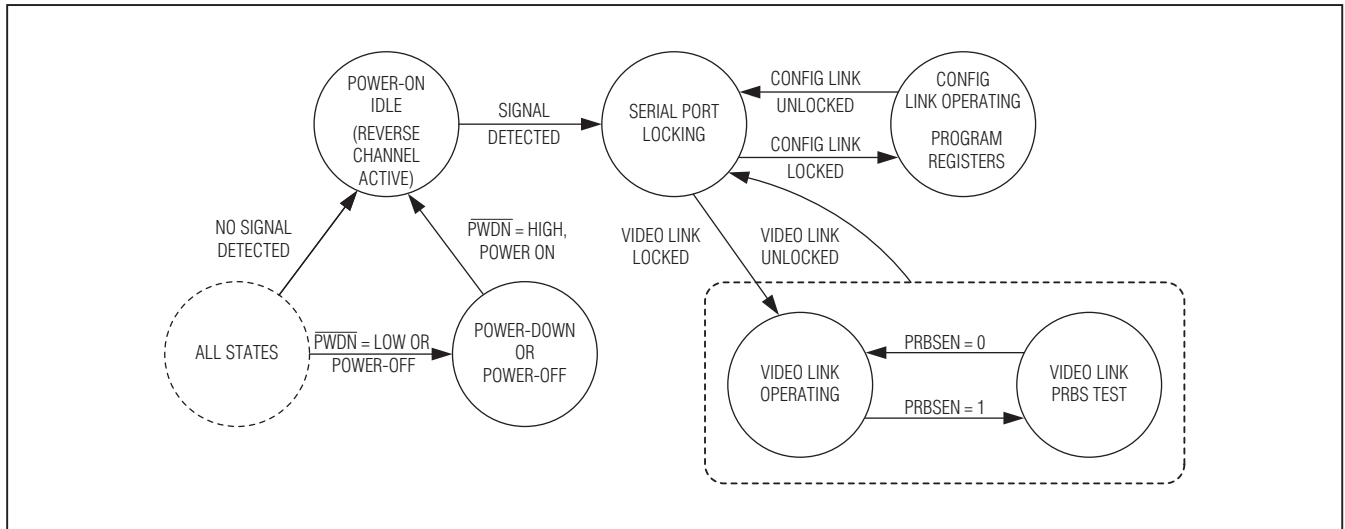 POWER-ON
IDLE
(REVERSE
CHANNEL
ACTIVE)
SIGNAL
DETECTED
SERIAL PORT
LOCKING
CONFIG LINK
UNLOCKED
CONFIG LINK
LOCKED
CONFIG
LINK OPERATING
PROGRAM
REGISTERS
NO SIGNAL
DETECTED
PWDN = HIGH,
POWER ON
VIDEO LINK
LOCKED
VIDEO LINK
UNLOCKED
ALL STATES
PWDN = LOW OR
POWER-OFF
POWER-DOWN
OR
POWER-OFF
VIDEO LINK
OPERATING
PRBSEN = 0
PRBSEN = 1
VIDEO LINK
PRBS TEST